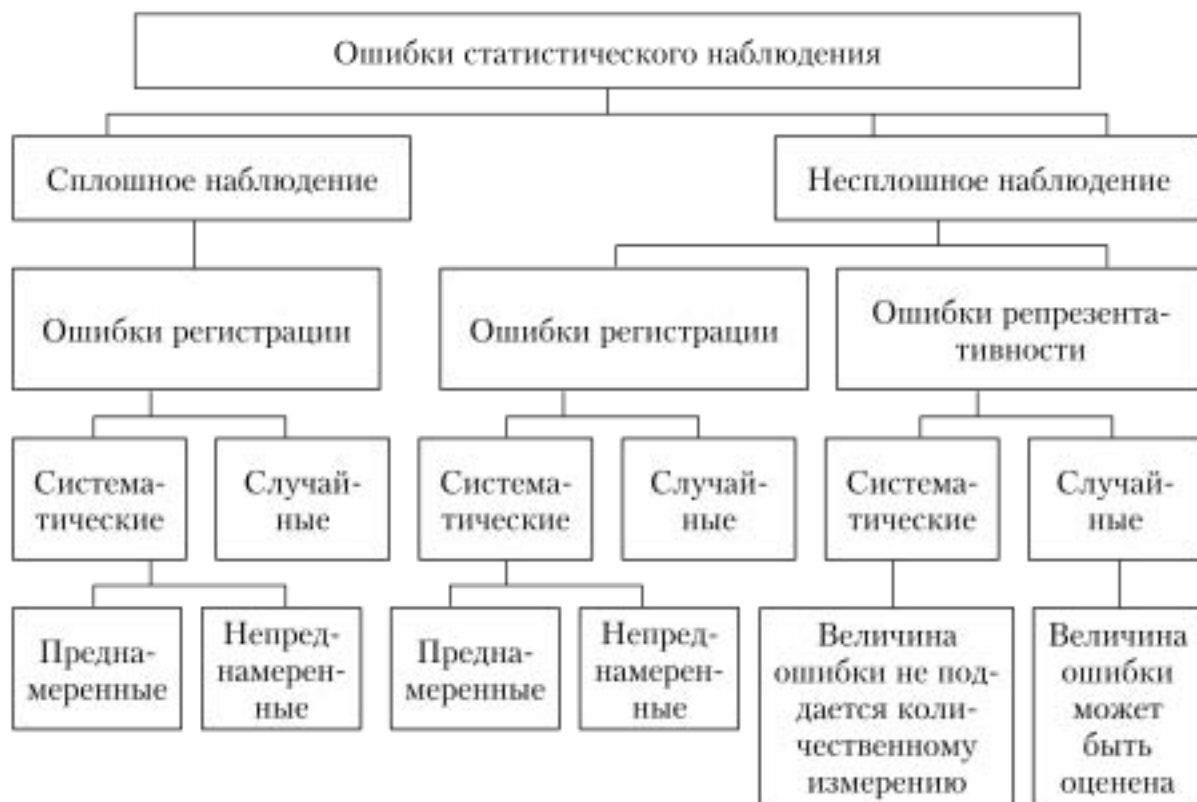 Ошибки статистического наблюдения
Сплошное наблюдение
Несплошное наблюдение
Ошибки регистрации
Ошибки регистрации
Ошибки репрезента-
тивности
Система-
тические
Случай-
ные
Система-
тические
Случай-
ные
Система-
тические
Случай-
ные
Предна-
меренные
Непред-
намерен-
ные
Предна-
меренные
Непред-
намерен-
ные
Величина
ошибки не под-
дается коли-
чественному
измерению
Величина
ошибки
может
быть
оценена